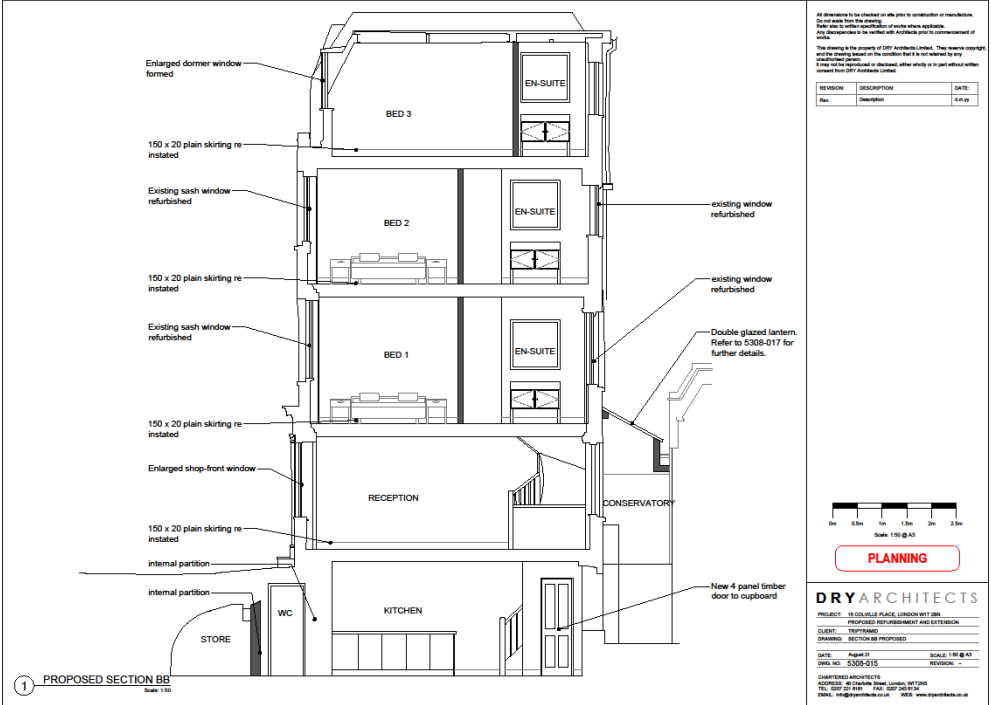 All dimensions to be checked on site prior to construction or manufacture.
Do not scale from this drawing.
Refer also to written specification of works where applicable.
Any discrepancies to be verified with Architects prior to commencement of
works.
This drawing is the property of DRY Architects Limited. They reserve copyright,
and the drawing issued on the condition that it is not retained by any
unauthorised person.
It may not be reproduced or disclosed, either wholly or in part without written
consent from DRY Architects Limited.
REVISION: DESCRIPTION: DATE:
Rev. Description d.m.yy
Enlarged dormer window
formed
EN-SUITE
BED 3
150 x 20 plain skirting re
instated
Existing sash window
refurbished
existing window
refurbished
EN-SUITE
BED 2
150 x 20 plain skirting re
instated
existing window
refurbished
Existing sash window
refurbished
Double glazed lantern.
Refer to 5308-017 for
further details.
EN-SUITE
BED 1
150 x 20 plain skirting re
instated
Enlarged shop-front window
RECEPTION
CONSERVATORY
150 x 20 plain skirting re
instated
internal partition
internal partition
New 4 panel timber
door to cupboard
WC
KITCHEN
STORE
1 PROPOSED SECTION BB
Scale: 1:50
0m 0.5m 1m 1.5m 2m 2.5m
Scale: 1:50 @ A3
PLANNING
DRY ARCHITECTS
PROJECT: 15 COLVILLE PLACE, LONDON W1T 2BN
PROPOSED REFURBISHMENT AND EXTENSION
CLIENT: TRIPYRAMID
DRAWING: SECTION BB PROPOSED
DATE: August 21 SCALE: 1:50 @ A3
DWG. NO: 5308-015 REVISION: -
CHARTERED ARCHITECTS
ADDRESS: 46 Charlotte Street, London, W1T2NS
TEL: 0207 221 6161 FAX: 0207 243 6134
EMAIL: info@dryarchitects.co.uk WEB: www.dryarchitects.co.uk